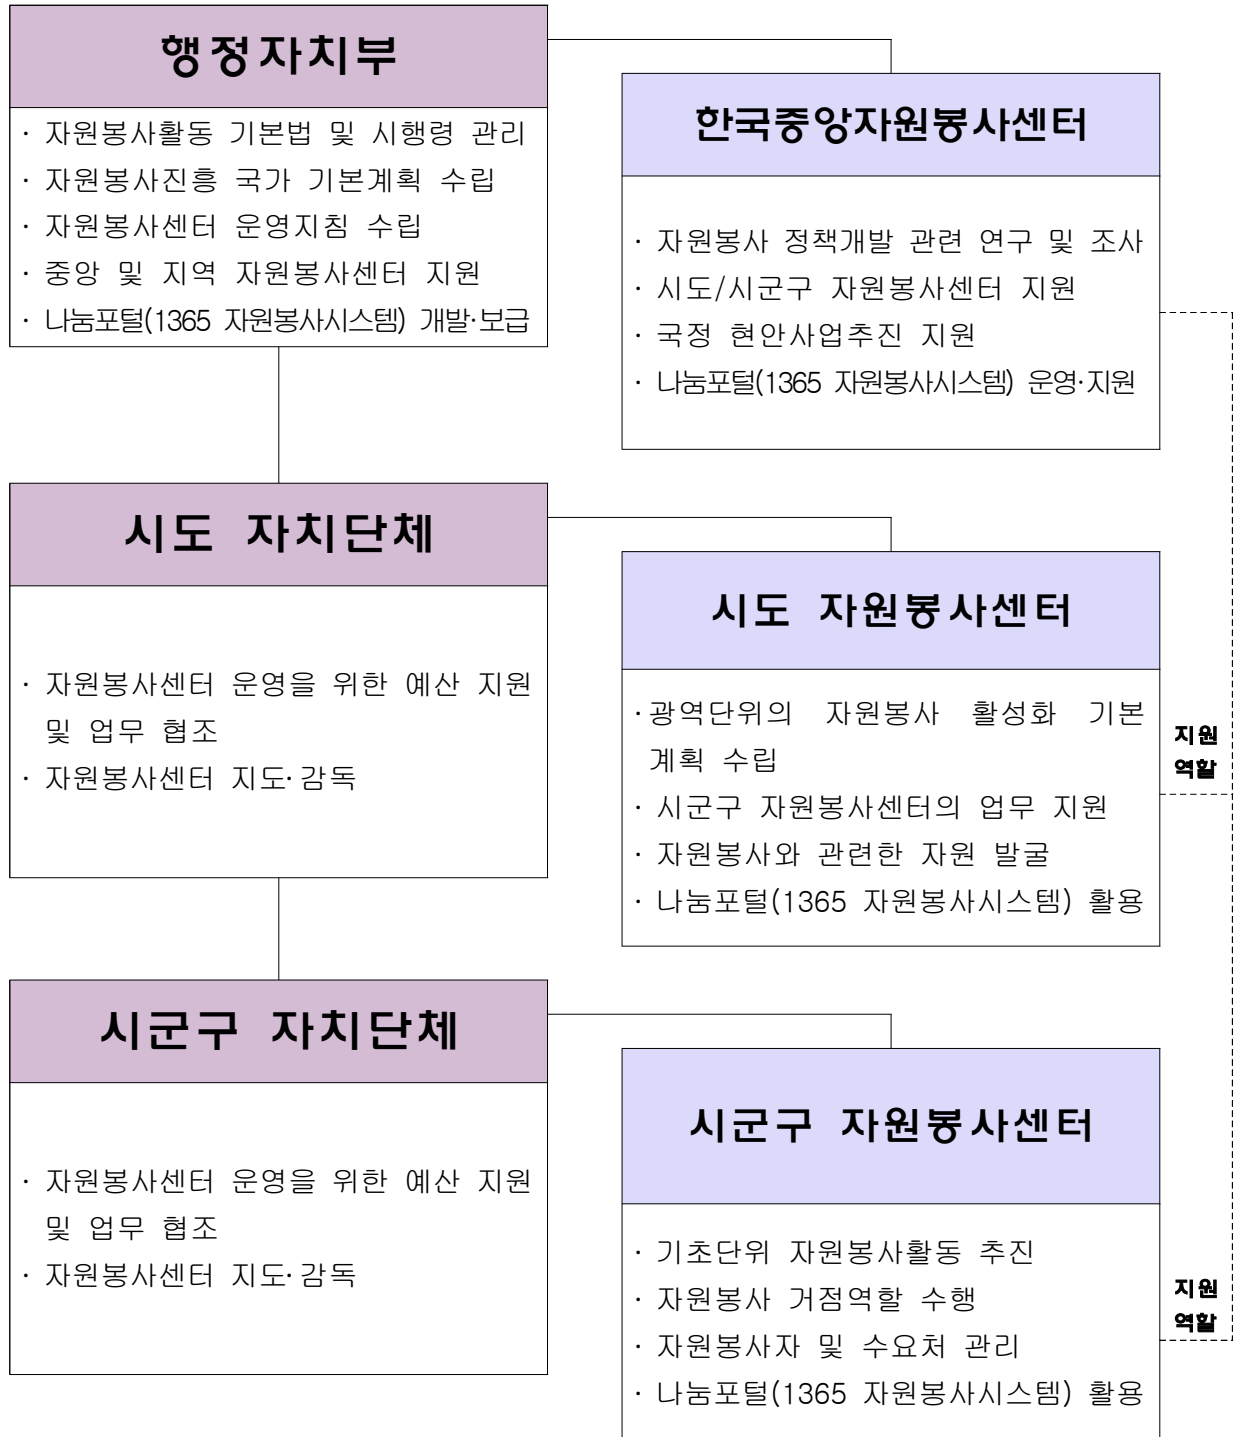 행정자치부
· 자원봉사활동 기본법 및 시행령 관리
· 자원봉사진흥 국가 기본계획 수립
· 자원봉사센터 운영지침 수립
· 중앙 및 지역 자원봉사센터 지원
· 나눔포털(1365 자원봉사시스템) 개발·보급
한국중앙자원봉사센터
· 자원봉사 정책개발 관련 연구 및 조사
· 시도/시군구 자원봉사센터 지원
· 국정 현안사업추진 지원
· 나눔포털(1365 자원봉사시스템) 운영·지원
시도 자치단체
· 자원봉사센터 운영을 위한 예산 지원
및 업무 협조
· 자원봉사센터 지도·감독
시도 자원봉사센터
·광역단위의 자원봉사 활성화 기본
계획 수립
· 시군구 자원봉사센터의 업무 지원
· 자원봉사와 관련한 자원 발굴
· 나눔포털(1365 자원봉사시스템) 활용
지원
역할
시군구 자치단체
· 자원봉사센터 운영을 위한 예산 지원
및 업무 협조
· 자원봉사센터 지도·감독
시군구 자원봉사센터
· 기초단위 자원봉사활동 추진
· 자원봉사 거점역할 수행
· 자원봉사자 및 수요처 관리
· 나눔포털(1365 자원봉사시스템) 활용
지원
역할